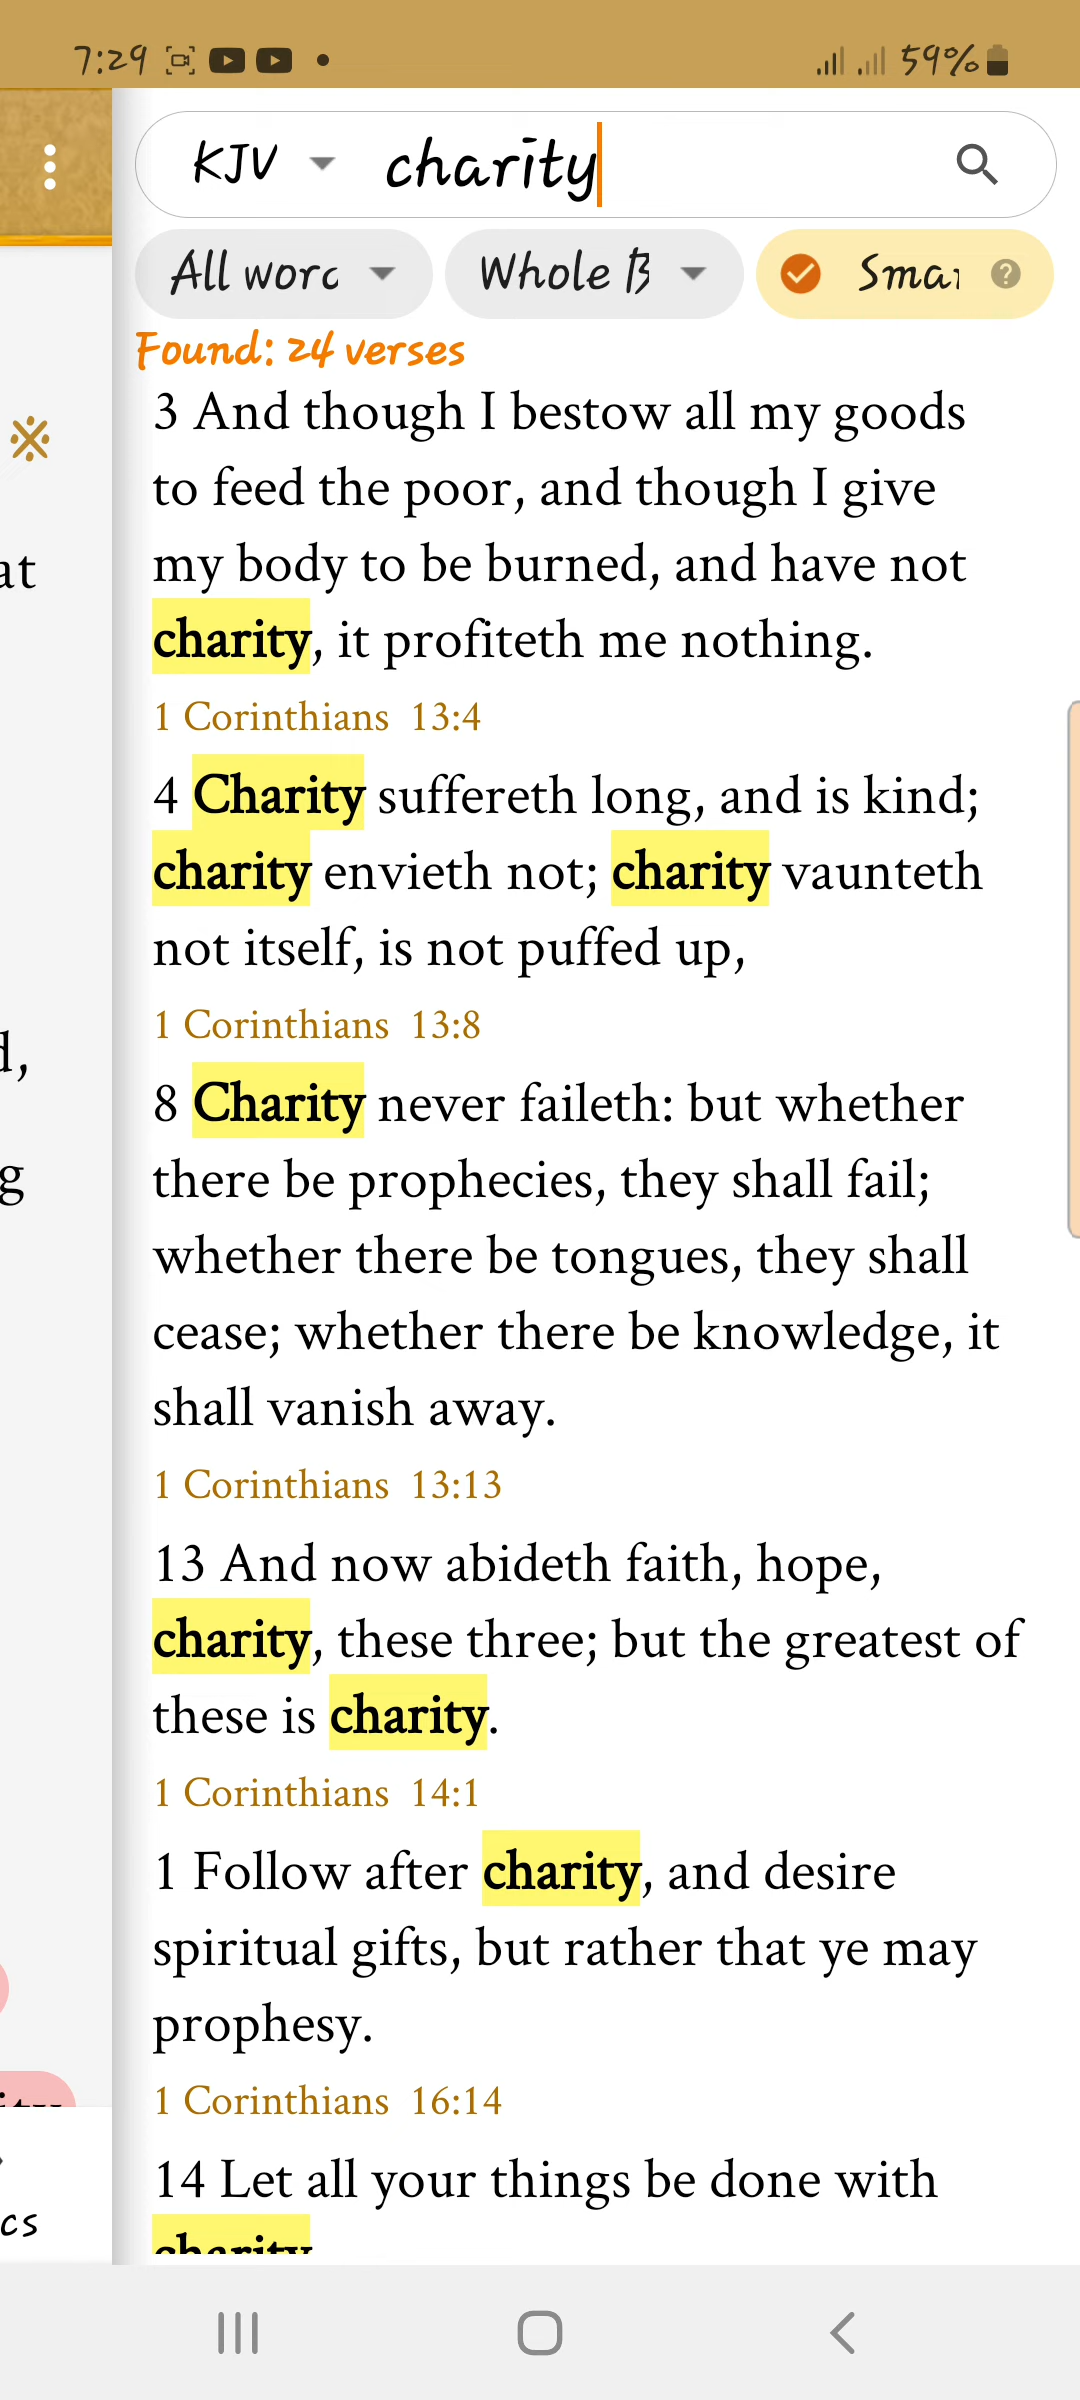 7:29 59%
KJV charity
All word Whole B Smar
Found: 24 verses
3 And though I bestow all my goods
to feed the poor, and though I give
my body to be burned, and have not
charity, it profiteth me nothing.
1 Corinthians 13:4
4 Charity suffereth long, and is kind;
charity envieth not; charity vaunteth
not itself, is not puffed up,
1 Corinthians 13:8
8 Charity never faileth: but whether
there be prophecies, they shall fail;
whether there be tongues, they shall
cease; whether there be knowledge, it
shall vanish away.
1 Corinthians 13:13
13 And now abideth faith, hope,
charity, these three; but the greatest of
these is charity.
1 Corinthians 14:1
1 Follow after charity, and desire
spiritual gifts, but rather that ye may
prophesy.
1 Corinthians 16:14
14 Let all your things be done with
charity
at
d,
g
cs